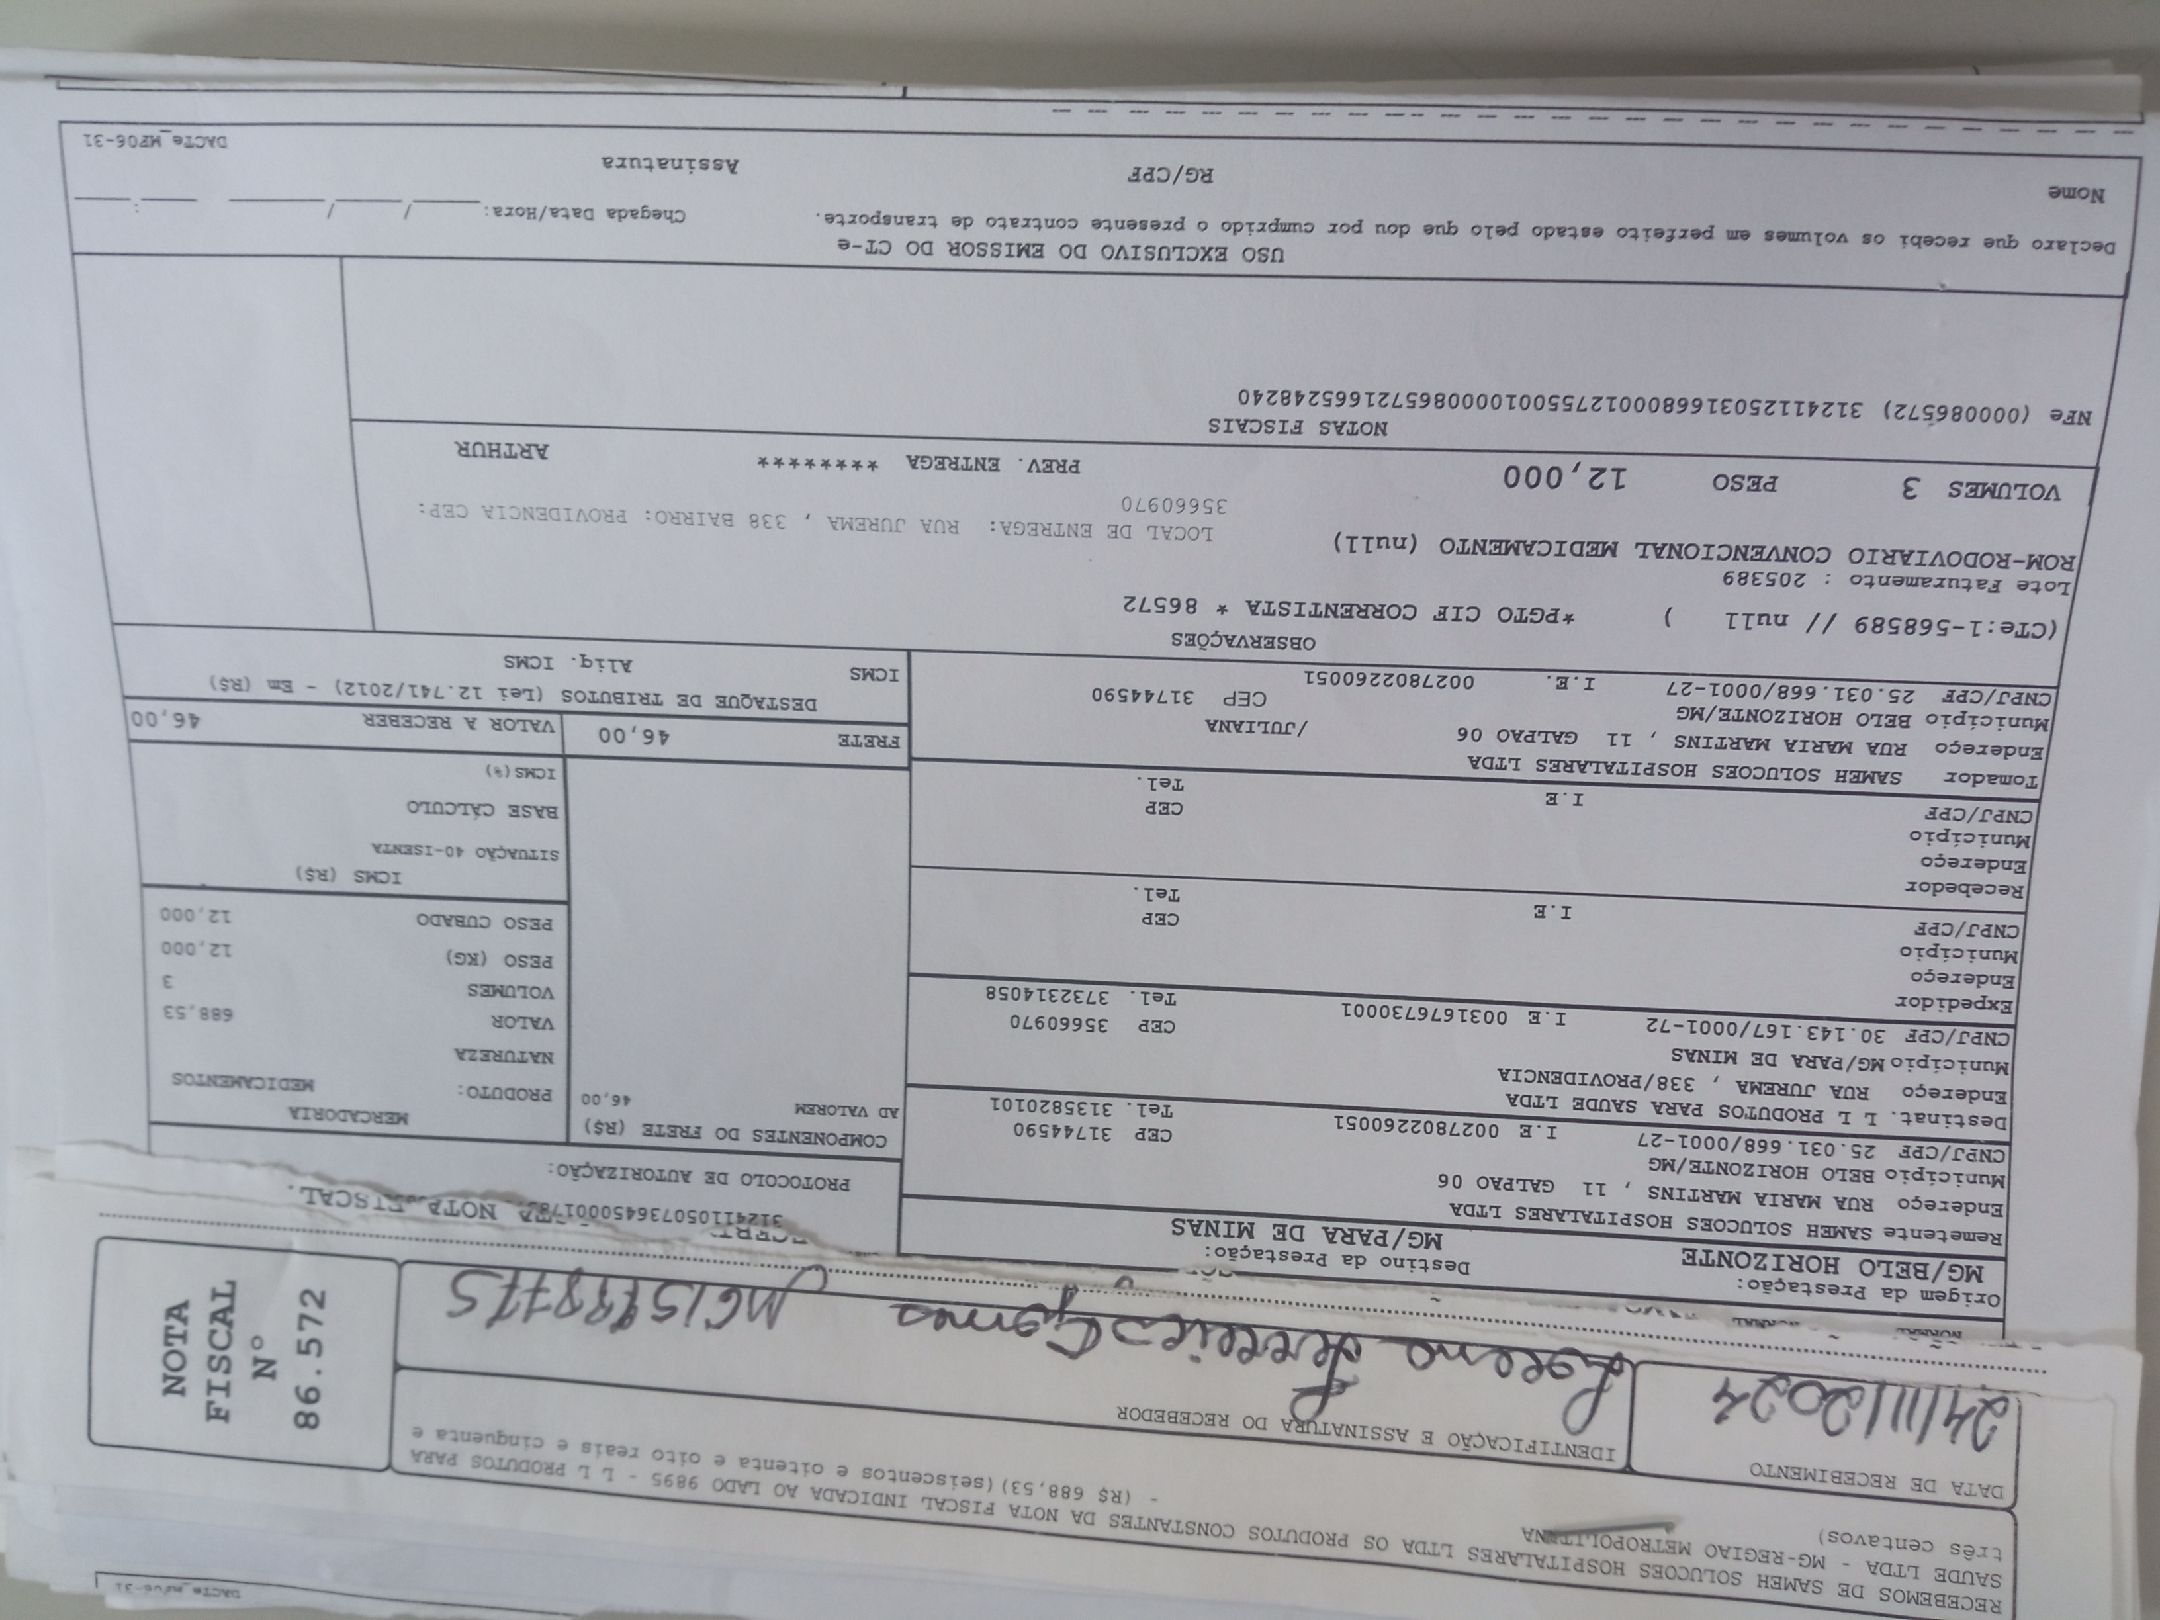 DACTe_MP06-31
RECEBEMOS DE SAMEH SOLUCOES HOSPITALARES LTDA OS PRODUTOS CONSTANTES DA NOTA FISCAL INDICADA AO LADO 9895 - L L PRODUTOS PARA
SAUDE LTDA - MG-REGIAO METROPOLITANA - (R$ 688,53) (seiscentos e oitenta e oito reais e cinquenta e
três centavos)
DATA DE RECEBIMENTO
24/11/2024
IDENTIFICAÇÃO E ASSINATURA DO RECEBEDOR
Gomes
NOTA
FISCAL
N°
86.572
NOTA FISCAL.
Origem da Prestação:
MG/BELO HORIZONTE
Destino da Prestação:
MG/PARA DE MINAS
PROTOCOLO DE AUTORIZAÇÃO:
Remetente SAMEH SOLUCOES HOSPITALARES LTDA
Endereço RUA MARIA MARTINS , 11 GALPAO 06
Município BELO HORIZONTE/MG CEP 31744590
CNPJ/CPF 25.031.668/0001-27 I.E 0027802260051 Tel. 3135820101
Destinat. L L PRODUTOS PARA SAUDE LTDA
Endereço RUA JUREMA , 338/PROVIDENCIA
Município MG/PARA DE MINAS CEP 35660970
CNPJ/CPF 30.143.167/0001-72 I.E 0031676730001 Tel. 3732314058
Expedidor
Endereço
Município CEP
CNPJ/CPF I.E Tel.
Recebedor
Endereço
Município CEP
CNPJ/CPF I.E Tel.
Tomador SAMEH SOLUCOES HOSPITALARES LTDA
Endereço RUA MARIA MARTINS , 11 GALPAO 06 /JULIANA
Município BELO HORIZONTE/MG CEP 31744590
CNPJ/CPF 25.031.668/0001-27 I.E. 0027802260051
COMPONENTES DO FRETE (R$)
AD VALOREM 46,00
MERCADORIA
PRODUTO: MEDICAMENTOS
NATUREZA
VALOR 688,53
VOLUMES 3
PESO (KG) 12,000
PESO CUBADO 12,000
ICMS (R$)
SITUAÇÃO 40-ISENTA
BASE CÁLCULO
ICMS(%)
FRETE 46,00
VALOR A RECEBER 46,00
DESTAQUE DE TRIBUTOS (Lei 12.741/2012) - Em (R$)
ICMS Aliq. ICMS
OBSERVAÇÕES
(CTe:1-568589 // null ) *PGTO CIF CORRENTISTA * 86572
Lote Faturamento : 205389
ROM-RODOVIARIO CONVENCIONAL MEDICAMENTO (null)
LOCAL DE ENTREGA: RUA JUREMA , 338 BAIRRO: PROVIDENCIA CEP:
35660970
VOLUMES 3 PESO 12,000 PREV. ENTREGA ******** ARTHUR
NOTAS FISCAIS
NFe (000086572) 31241125031668000127550010000865721665248240
USO EXCLUSIVO DO EMISSOR DO CT-e
Declaro que recebi os volumes em perfeito estado pelo que dou por cumprido o presente contrato de transporte.
Chegada Data/Hora: ____/____/____ ___:___
Nome RG/CPF Assinatura
DACTe_MP06-31